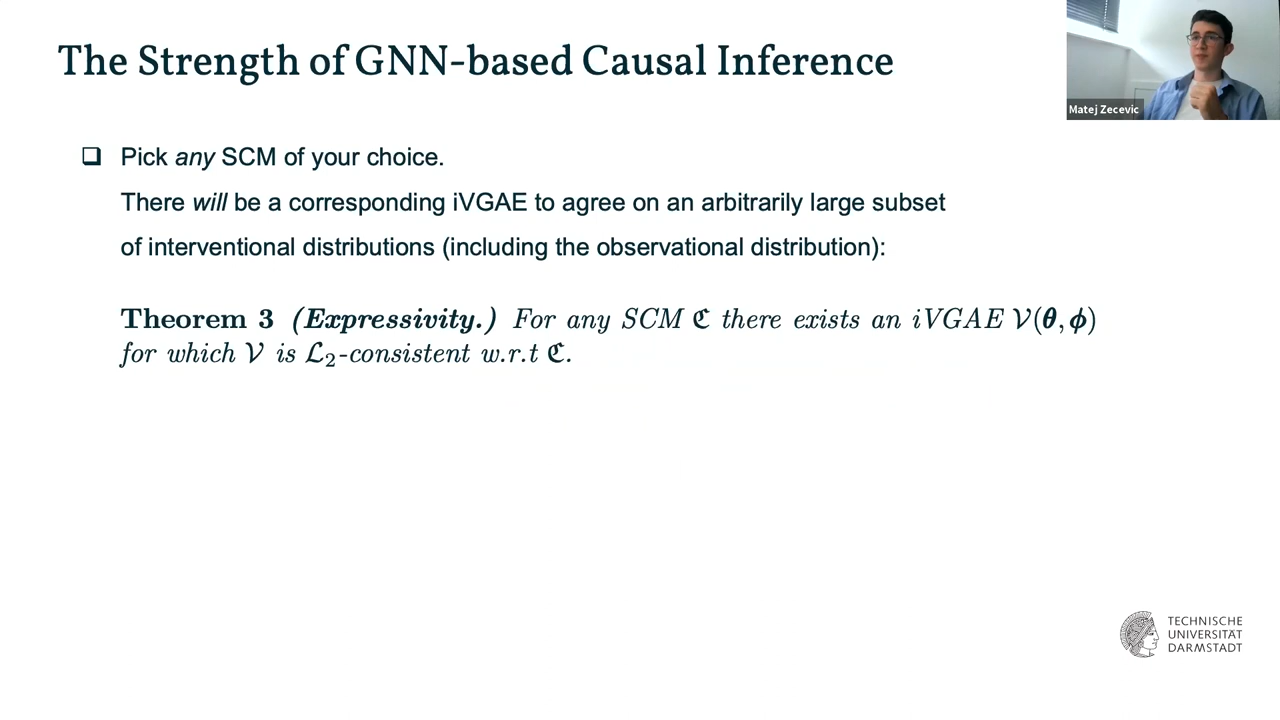 The Strength of GNN-based Causal Inference
Matej Zecevic
❑ Pick any SCM of your choice.
There will be a corresponding iVGAE to agree on an arbitrarily large subset
of interventional distributions (including the observational distribution):
Theorem 3 (Expressivity.) For any SCM ℭ there exists an iVGAE 𝒱(θ, ϕ)
for which 𝒱 is ℒ₂-consistent w.r.t ℭ.
TECHNISCHE
UNIVERSITÄT
DARMSTADT